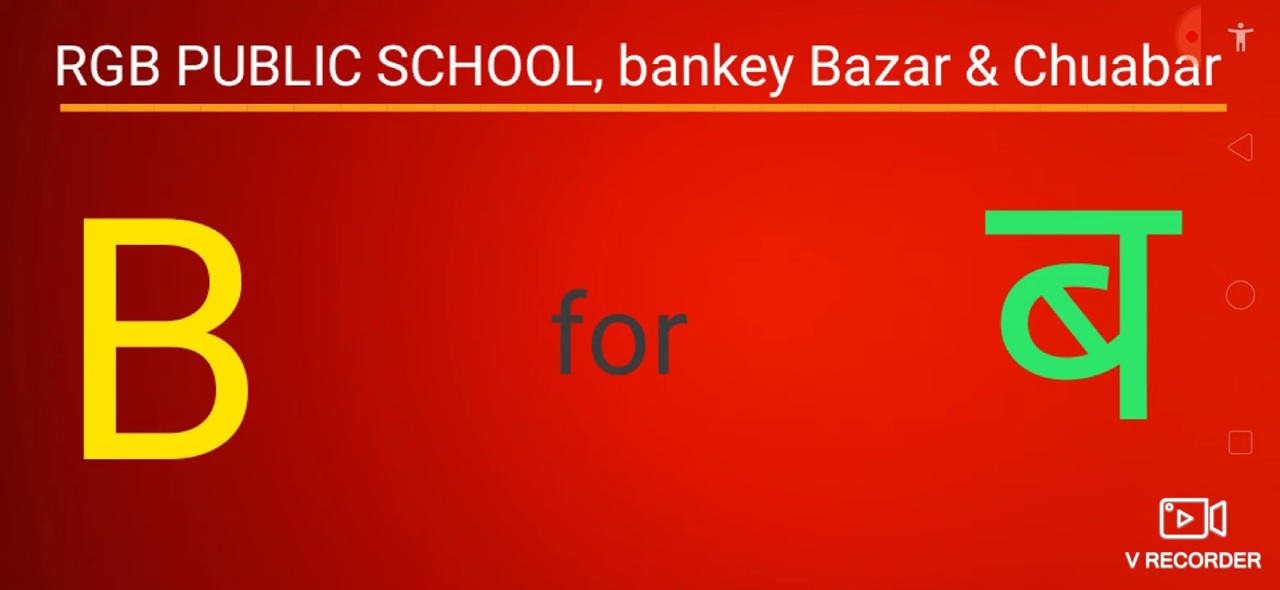 RGB PUBLIC SCHOOL, bankey Bazar & Chuabar
B for ब
V RECORDER